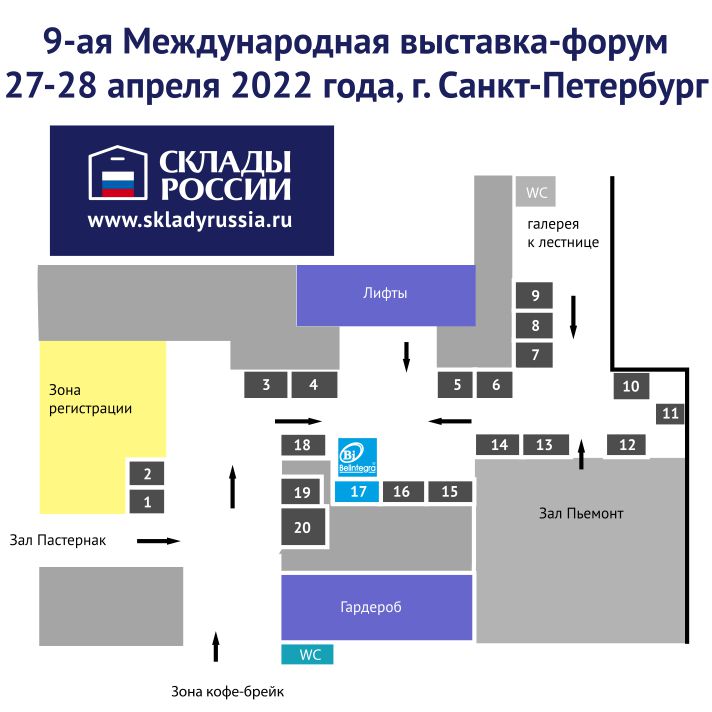 9-ая Международная выставка-форум
27-28 апреля 2022 года, г. Санкт-Петербург
СКЛАДЫ
РОССИИ
www.skladyrussia.ru
WC
галерея
к лестнице
Лифты
9
8
7
Зона
регистрации
3
4
5
6
10
11
18
Bi
BelIntegra
14
13
12
2
1
19
17
16
15
20
Зал Пьемонт
Зал Пастернак
Гардероб
WC
Зона кофе-брейк